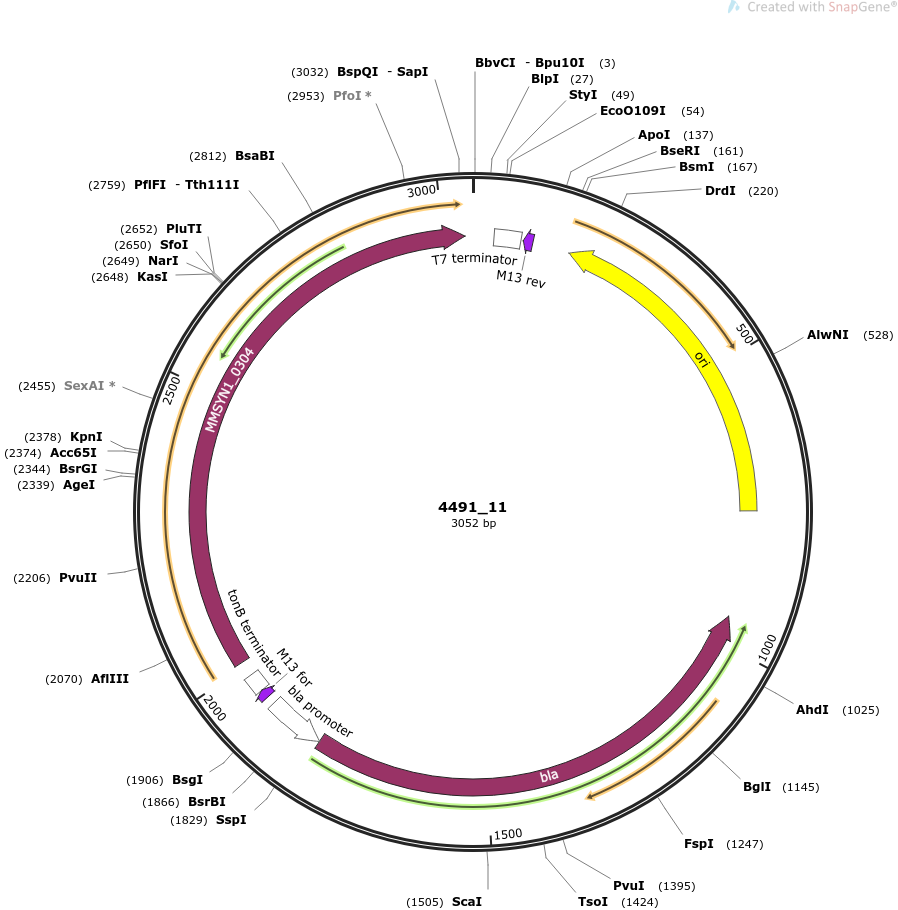 Created with SnapGene®
(3032) BspQI - SapI
(2953) PfoI *
(2812) BsaBI
(2759) PflFI - Tth111I
(2652) PluTI
(2650) SfoI
(2649) NarI
(2648) KasI
(2455) SexAI *
(2378) KpnI
(2374) Acc65I
(2344) BsrGI
(2339) AgeI
(2206) PvuII
(2070) AflIII
(1906) BsgI
(1866) BsrBI
(1829) SspI
(1505) ScaI
BbvCI - Bpu10I (3)
BlpI (27)
StyI (49)
EcoO109I (54)
ApoI (137)
BseRI (161)
BsmI (167)
DrdI (220)
AlwNI (528)
AhdI (1025)
BglI (1145)
FspI (1247)
PvuI (1395)
TsoI (1424)
3000
500
1000
1500
2000
2500
T7 terminator
M13 rev
ori
MMSYN1_0304
4491_11
3052 bp
tonB terminator
M13 for
bla promoter
bla